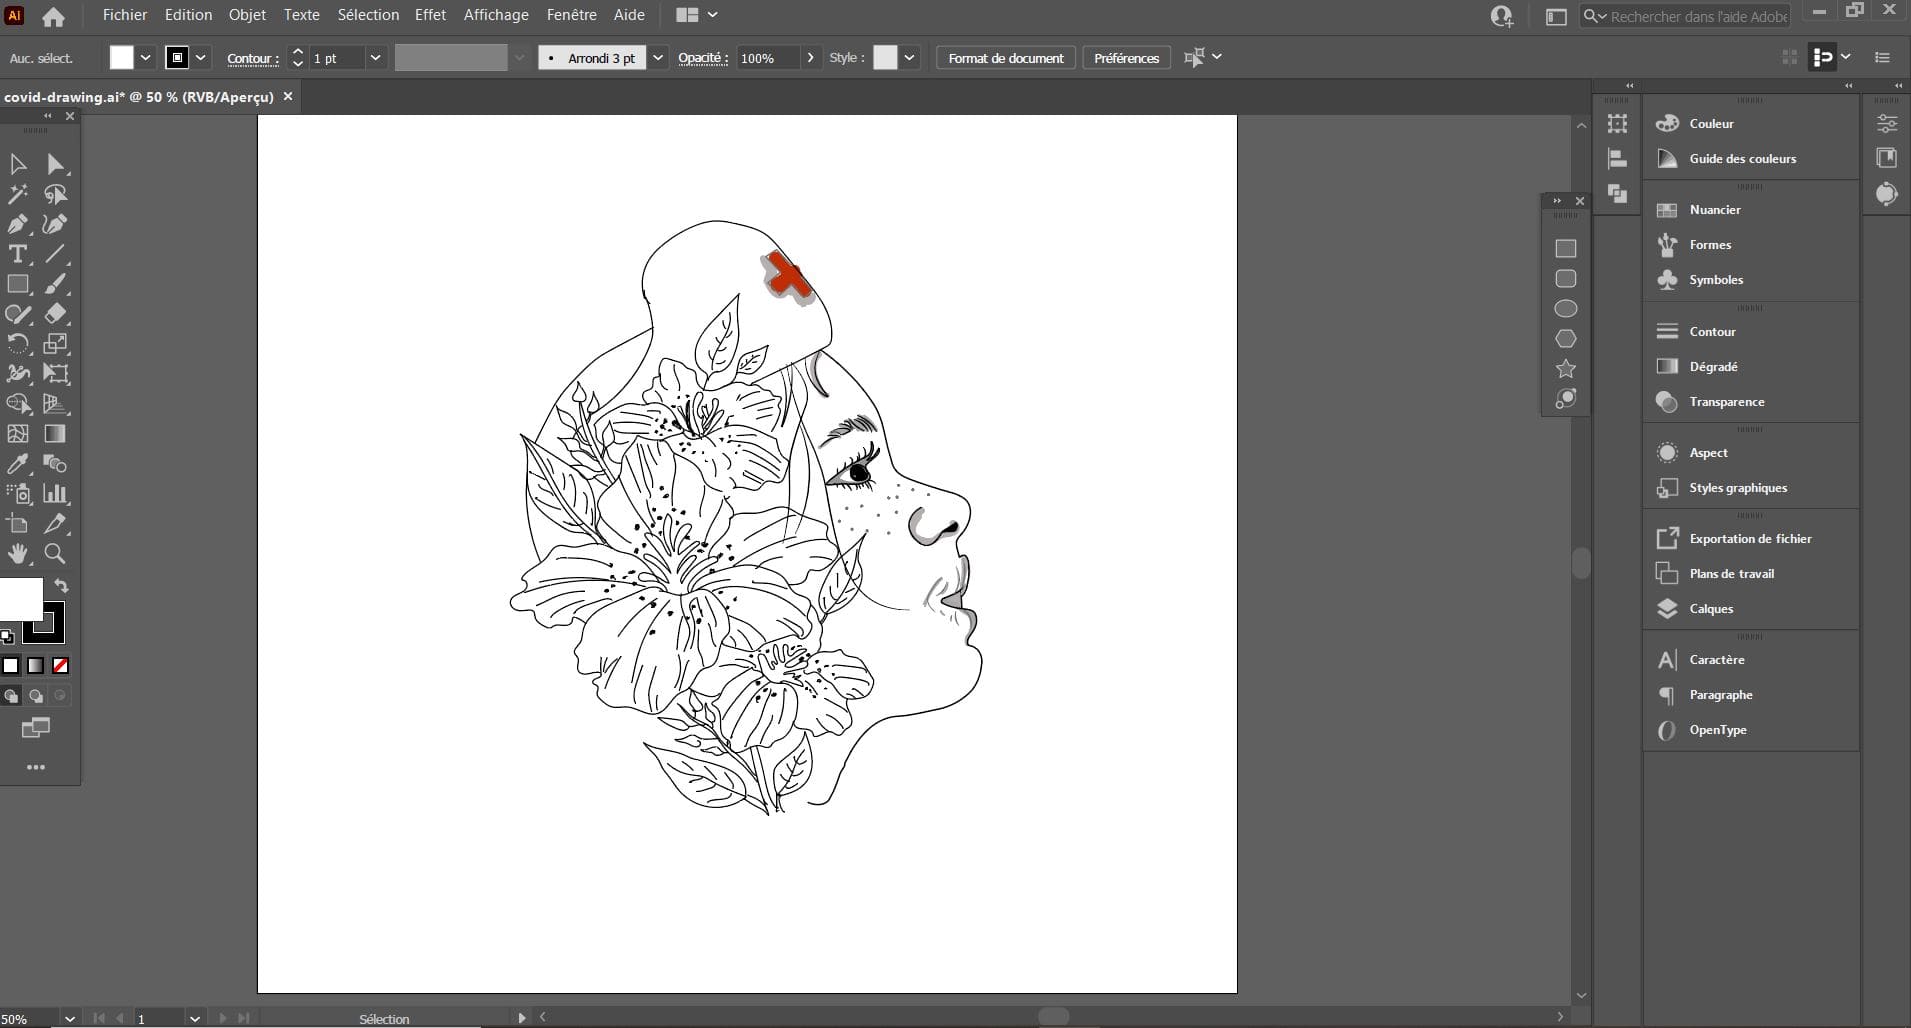 Ai Fichier Edition Objet Texte Sélection Effet Affichage Fenêtre Aide Rechercher dans l'aide Adobe
Auc. sélect. Contour : 1 pt Arrondi 3 pt Opacité : 100% Style : Format de document Préférences
covid-drawing.ai* @ 50 % (RVB/Aperçu)
Couleur
Guide des couleurs
Nuancier
Formes
Symboles
Contour
Dégradé
Transparence
Aspect
Styles graphiques
Exportation de fichier
Plans de travail
Calques
Caractère
Paragraphe
OpenType
50% 1 Sélection